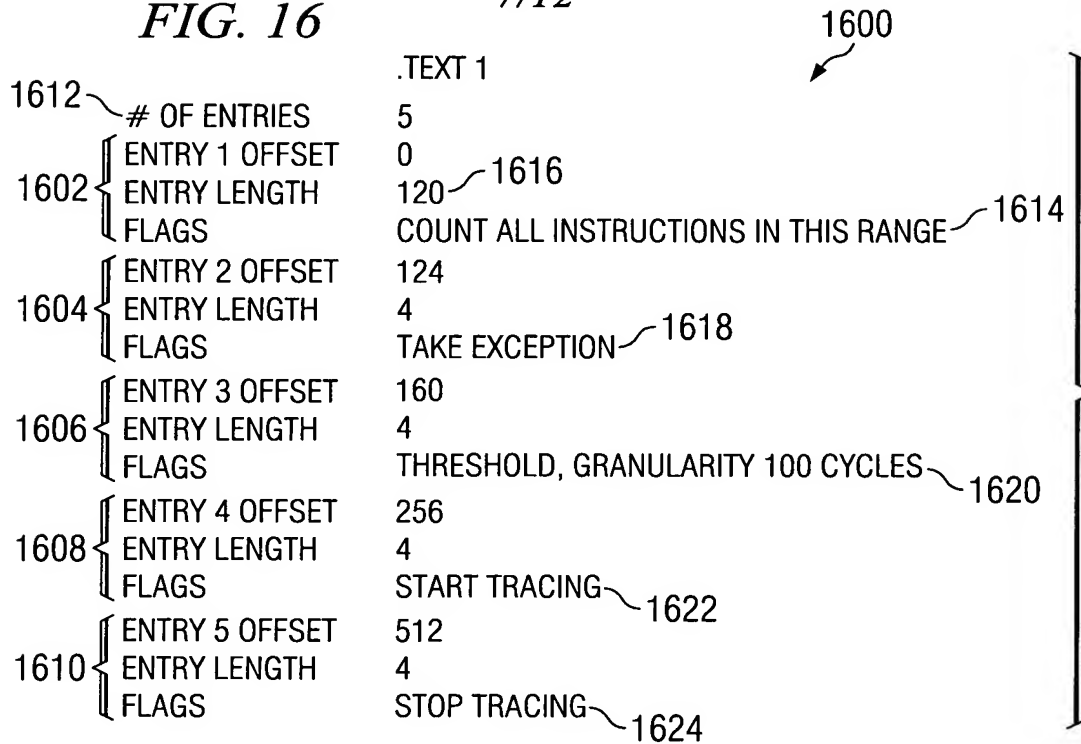 FIG. 16
1600
.TEXT 1
1612 # OF ENTRIES 5
ENTRY 1 OFFSET 0
1602 ENTRY LENGTH 120 1616
FLAGS COUNT ALL INSTRUCTIONS IN THIS RANGE 1614
ENTRY 2 OFFSET 124
1604 ENTRY LENGTH 4
FLAGS TAKE EXCEPTION 1618
ENTRY 3 OFFSET 160
1606 ENTRY LENGTH 4
FLAGS THRESHOLD, GRANULARITY 100 CYCLES 1620
ENTRY 4 OFFSET 256
1608 ENTRY LENGTH 4
FLAGS START TRACING 1622
ENTRY 5 OFFSET 512
1610 ENTRY LENGTH 4
FLAGS STOP TRACING 1624